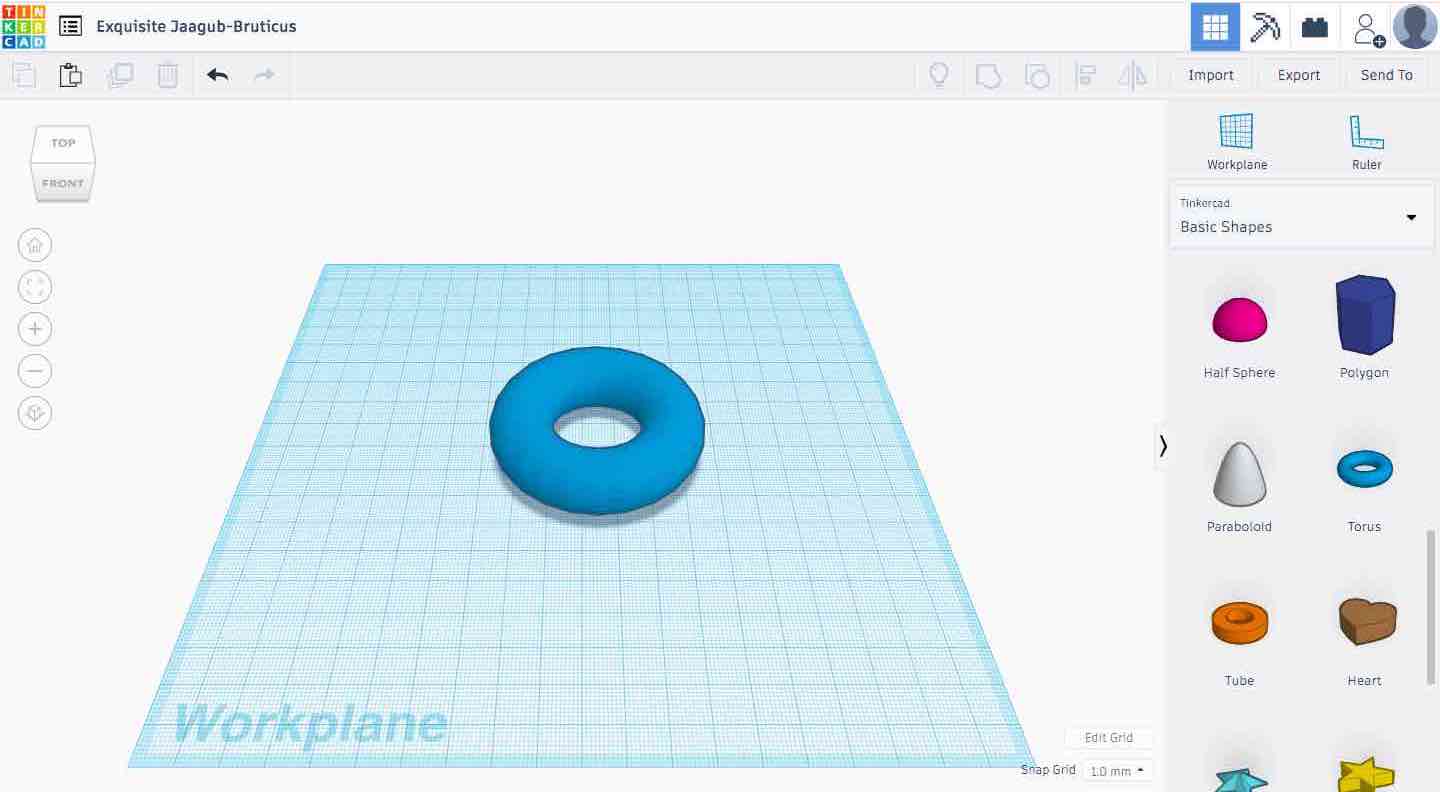 TIN
KER
CAD
Exquisite Jaagub-Bruticus
Import
Export
Send To
TOP
FRONT
Workplane
Ruler
Tinkercad
Basic Shapes
Half Sphere
Polygon
Paraboloid
Torus
Tube
Heart
Workplane
Edit Grid
Snap Grid
1.0 mm